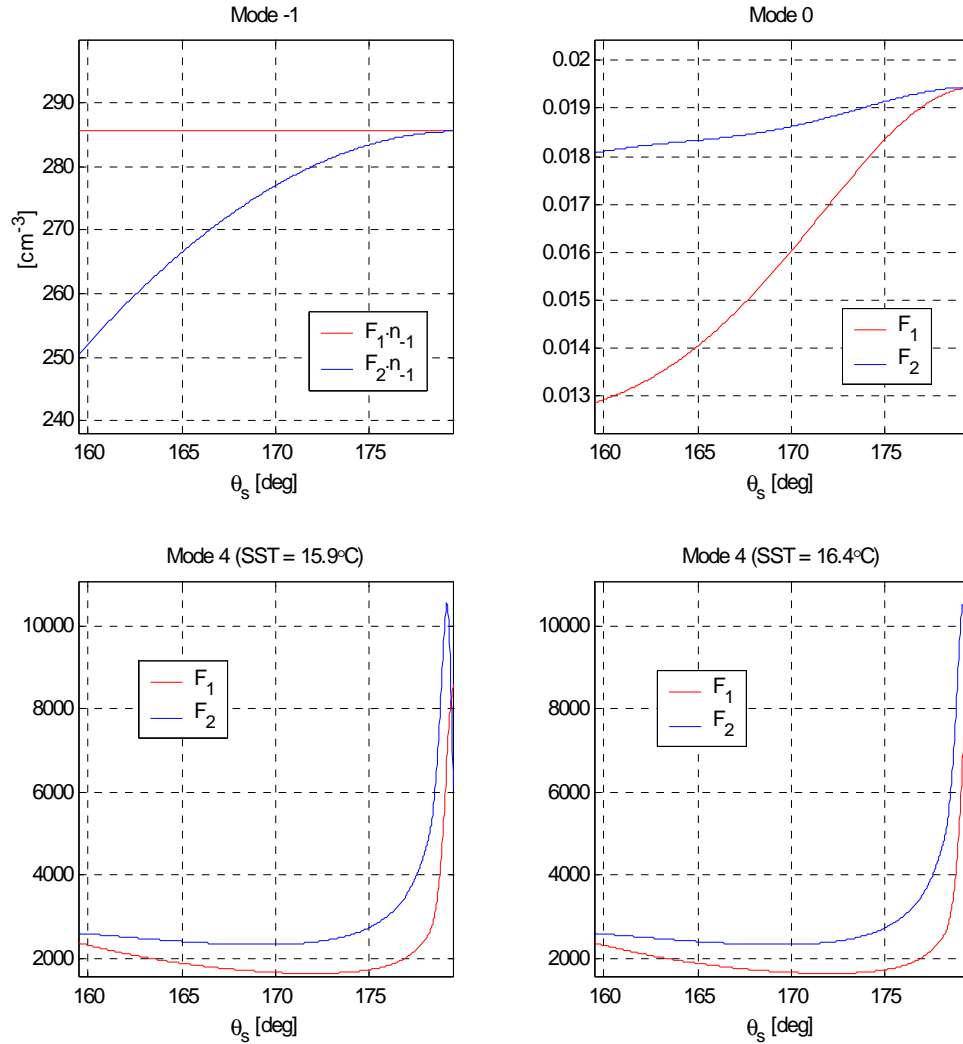 Mode -1
[cm-3]
290
280
270
260
250
240
160 165 170 175
θs [deg]
F1·n-1
F2·n-1
Mode 0
0.02
0.019
0.018
0.017
0.016
0.015
0.014
0.013
160 165 170 175
θs [deg]
F1
F2
Mode 4 (SST = 15.9°C)
10000
8000
6000
4000
2000
160 165 170 175
θs [deg]
F1
F2
Mode 4 (SST = 16.4°C)
10000
8000
6000
4000
2000
160 165 170 175
θs [deg]
F1
F2